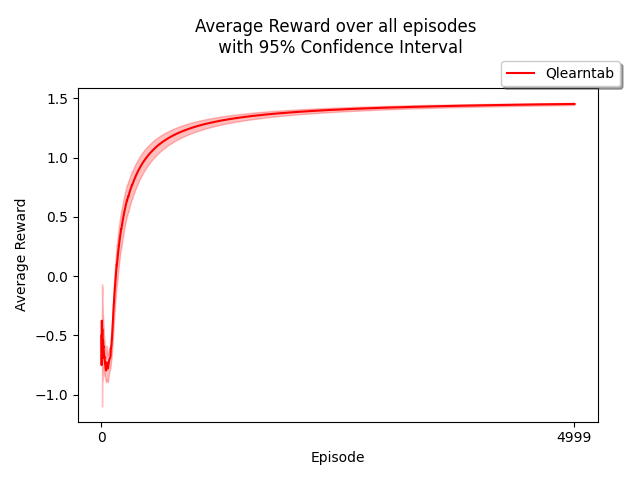 Average Reward over all episodes
with 95% Confidence Interval
Qlearntab
1.5
1.0
0.5
0.0
−0.5
−1.0
Average Reward
0
4999
Episode